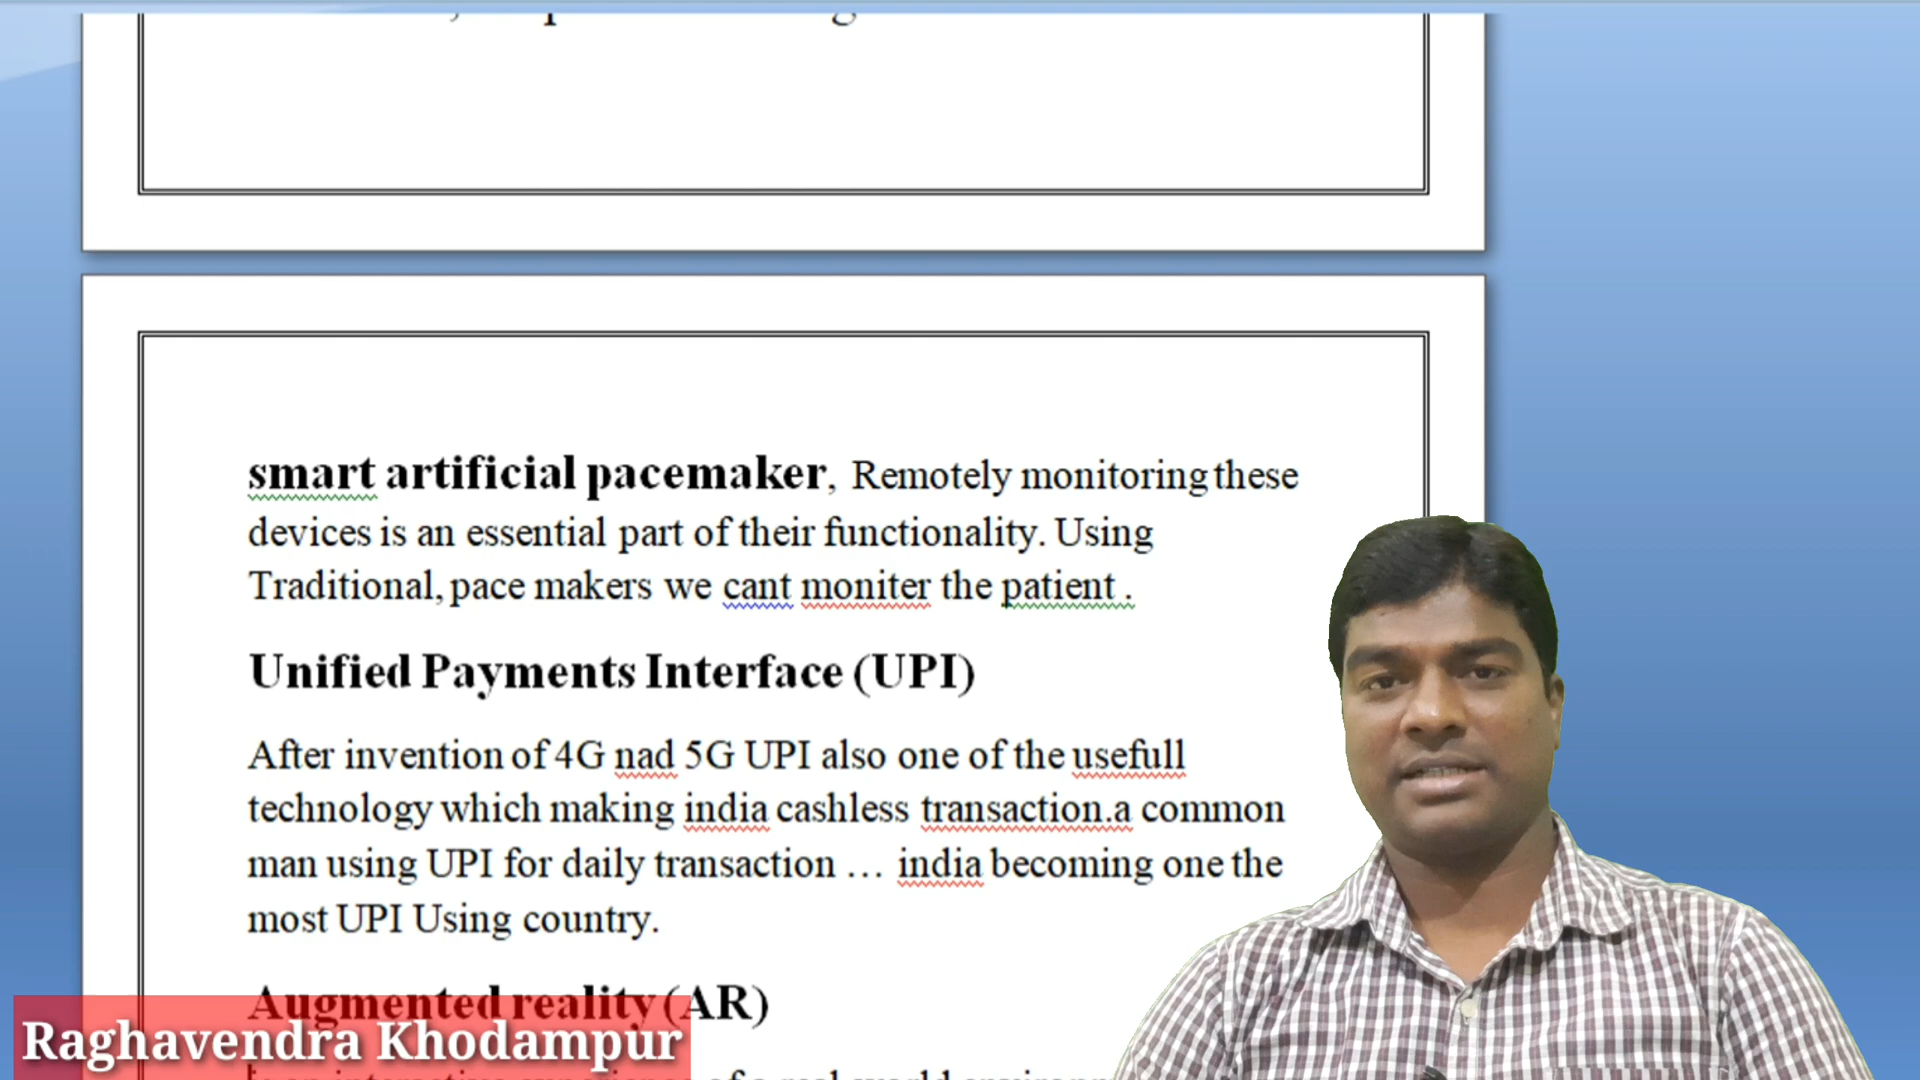 smart artificial pacemaker, Remotely monitoring these
devices is an essential part of their functionality. Using
Traditional, pace makers we cant moniter the patient .
Unified Payments Interface (UPI)
After invention of 4G nad 5G UPI also one of the usefull
technology which making india cashless transaction.a common
man using UPI for daily transaction … india becoming one the
most UPI Using country.
Augmented reality (AR)
Raghavendra Khodampur